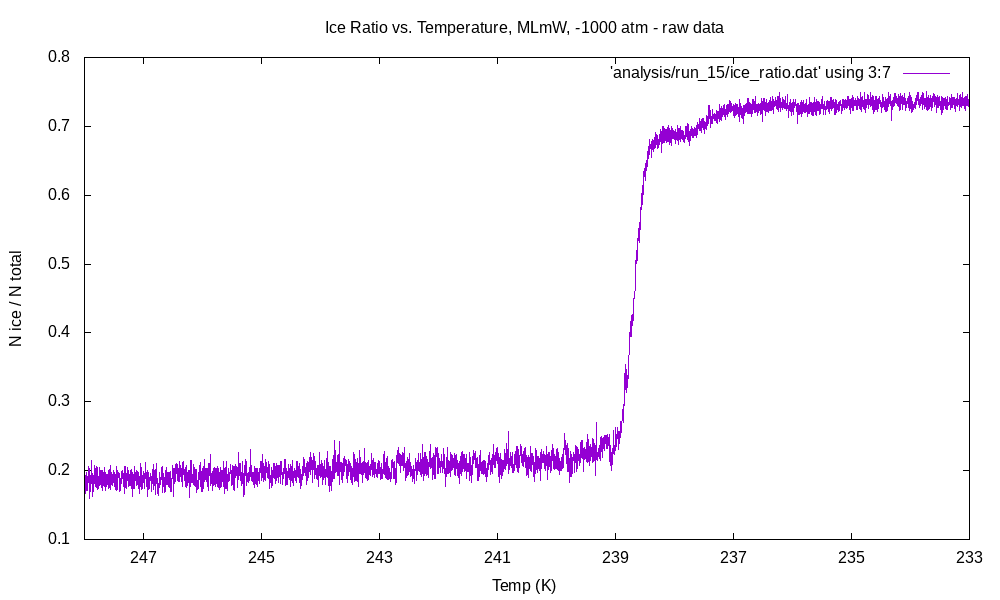 Ice Ratio vs. Temperature, MLmW, -1000 atm - raw data
'analysis/run_15/ice_ratio.dat' using 3:7
N ice / N total
0.8
0.7
0.6
0.5
0.4
0.3
0.2
0.1
247 245 243 241 239 237 235 233
Temp (K)